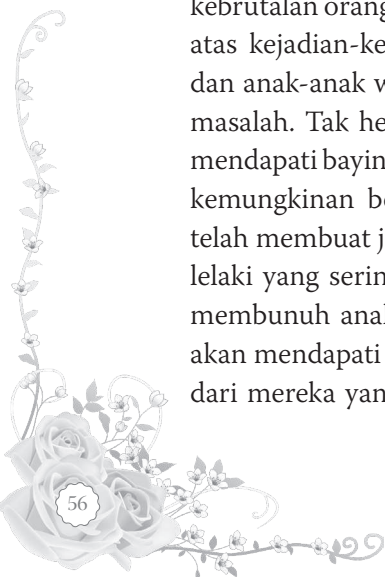 kebrutalan orang
atas kejadian-ke
dan anak-anak w
masalah. Tak he
mendapati bayin
kemungkinan be
telah membuat j
lelaki yang serin
membunuh anal
akan mendapati
dari mereka yan
56